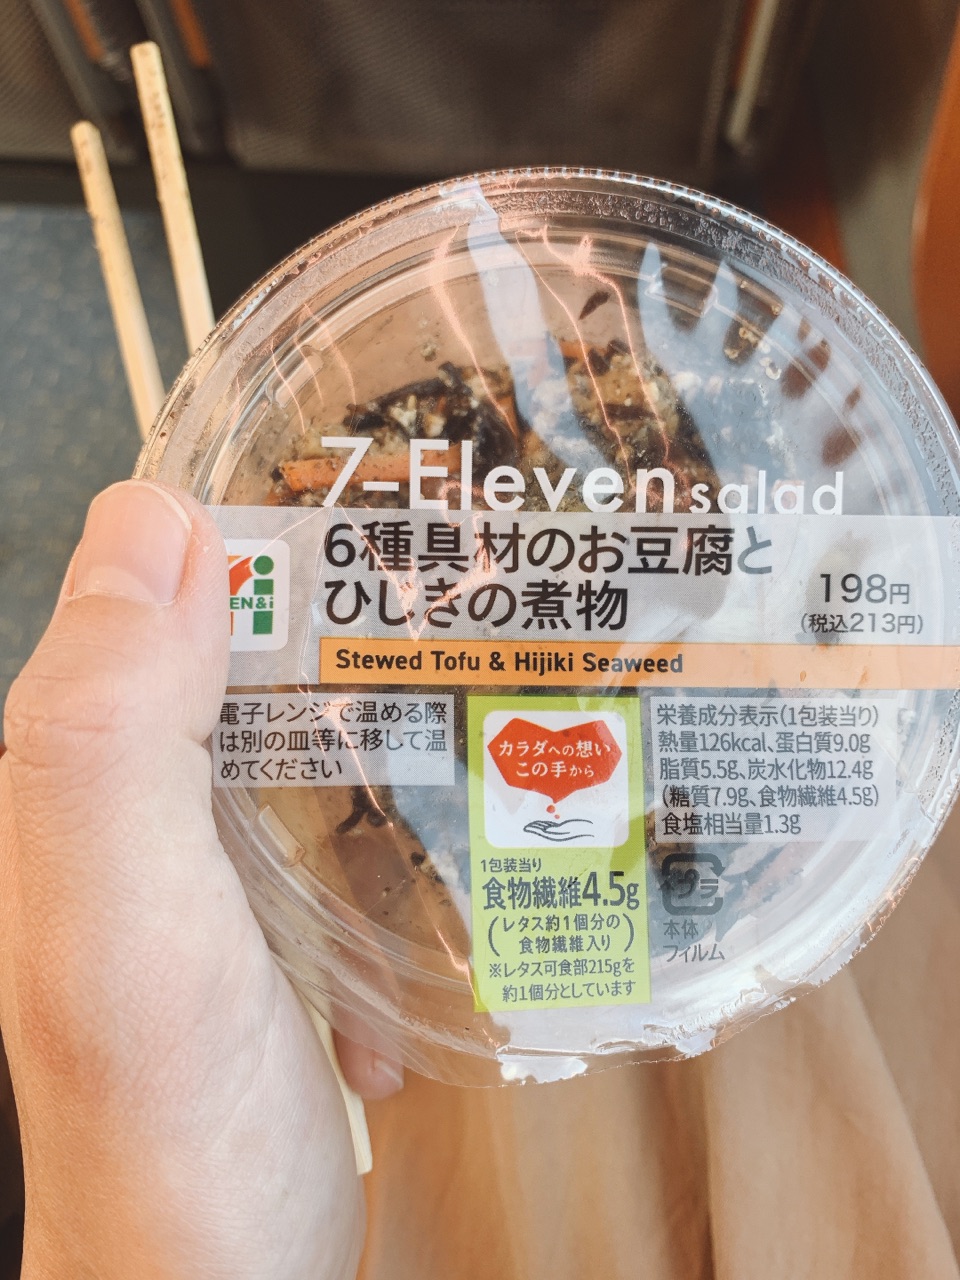 7-Eleven salad
6種具材のお豆腐と
ひじきの煮物
198円
(税込213円)
EN&i
Stewed Tofu & Hijiki Seaweed
電子レンジで温める際
は別の皿等に移して温
めてください
カラダへの想い
この手から
1包装当り
食物繊維4.5g
(レタス約1個分の
食物繊維入り)
※レタス可食部215gを
約1個分としています
栄養成分表示(1包装当り)
熱量126kcal、蛋白質9.0g
脂質5.5g、炭水化物12.4g
(糖質7.9g、食物繊維4.5g)
食塩相当量1.3g
プラ
本体
フィルム